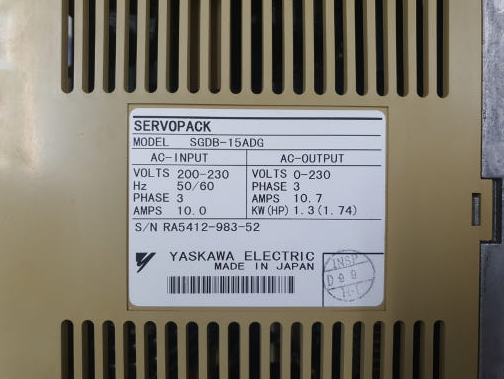 SERVOPACK
MODEL SGDB-15ADG
AC-INPUT AC-OUTPUT
VOLTS 200-230 VOLTS 0-230
Hz 50/60 PHASE 3
PHASE 3 AMPS 10.7
AMPS 10.0 KW(HP) 1.3(1.74)
S/N RA5412-983-52
YASKAWA ELECTRIC
MADE IN JAPAN
INSP
D 9 9